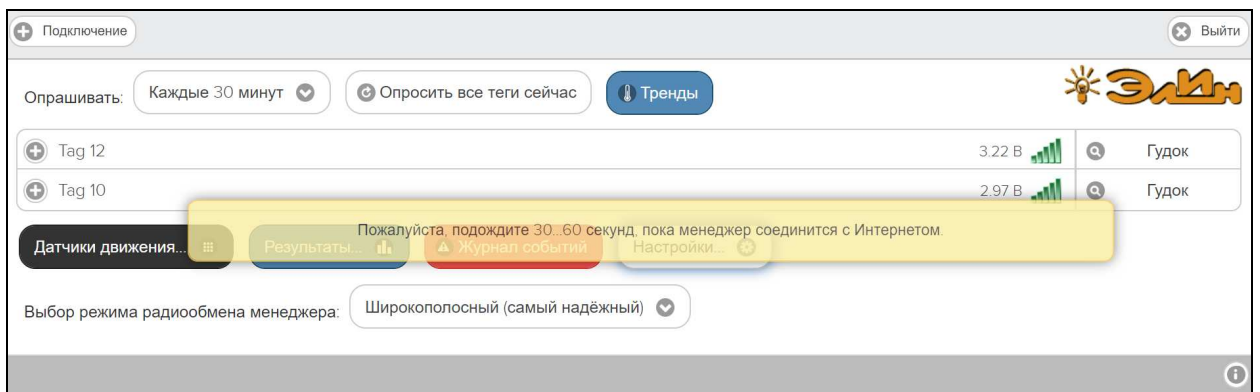 Подключение Выйти
Опрашивать: Каждые 30 минут Опросить все теги сейчас Тренды ЭлИн
Tag 12 3.22 В Гудок
Tag 10 2.97 В Гудок
Пожалуйста, подождите 30...60 секунд, пока менеджер соединится с Интернетом.
Датчики движения... Результаты... Журнал событий Настройки...
Выбор режима радиообмена менеджера: Широкополосный (самый надёжный)